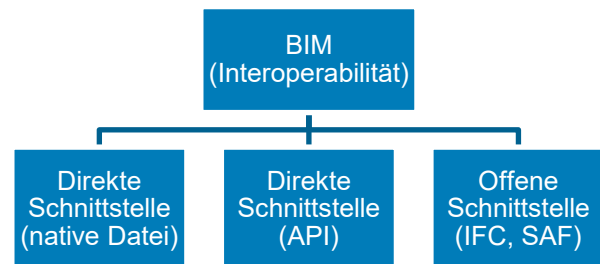 BIM
(Interoperabilität)
Direkte
Schnittstelle
(native Datei)
Direkte
Schnittstelle
(API)
Offene
Schnittstelle
(IFC, SAF)